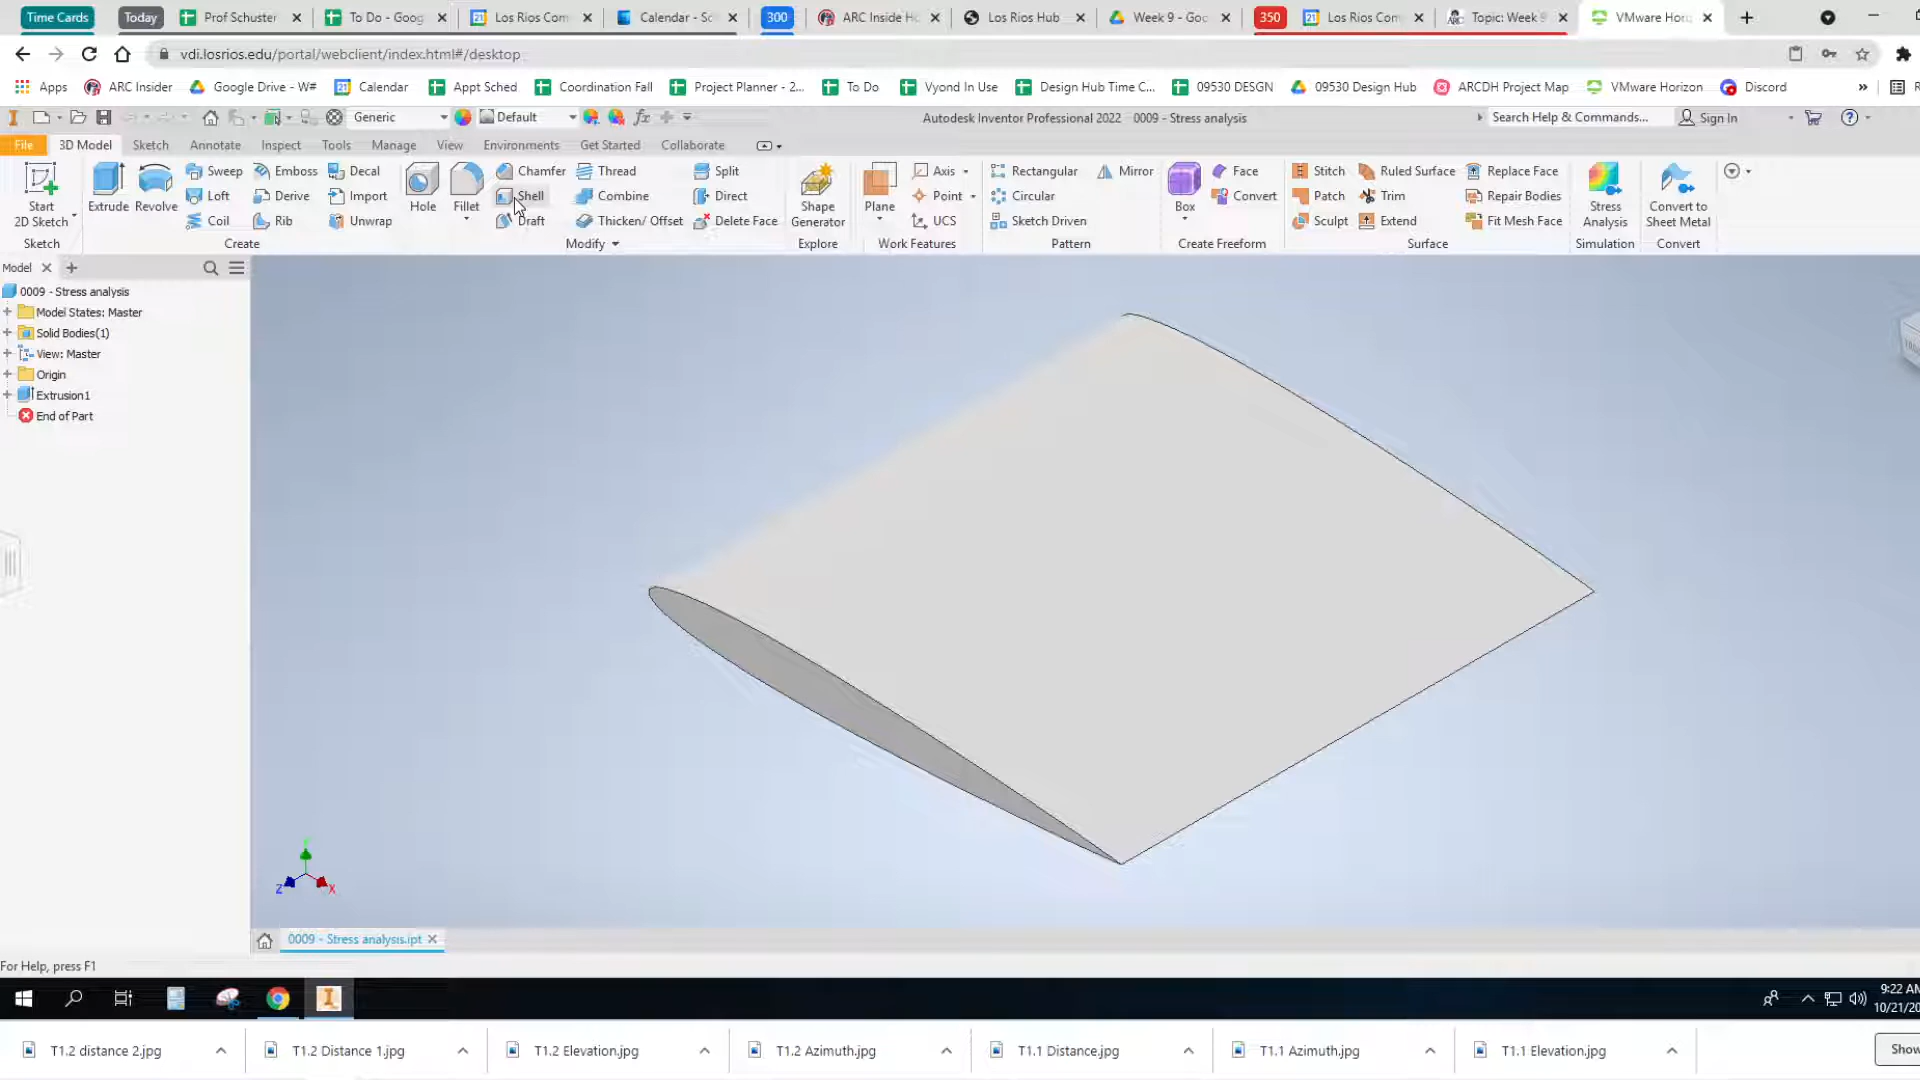 Time Cards Today Prof Schuster To Do - Goog Los Rios Com Calendar - Sc 300 ARC Inside Ho Los Rios Hub Week 9 - Goo 350 Los Rios Com Topic: Week 9 VMware Hori
vdi.losrios.edu/portal/webclient/index.html#/desktop
Apps ARC Insider Google Drive - W# Calendar Appt Sched Coordination Fall Project Planner - 2... To Do Vyond In Use Design Hub Time C... 09530 DESGN 09530 Design Hub ARCDH Project Map VMware Horizon Discord »
Generic Default fx Autodesk Inventor Professional 2022 0009 - Stress analysis Search Help & Commands... Sign In
File 3D Model Sketch Annotate Inspect Tools Manage View Environments Get Started Collaborate
Sweep Emboss Decal Chamfer Thread Split Axis Rectangular Mirror Face Stitch Ruled Surface Replace Face
Start Extrude Revolve Loft Derive Import Hole Fillet Shell Combine Direct Shape Plane Point Circular Box Convert Patch Trim Repair Bodies Stress Convert to
2D Sketch Coil Rib Unwrap Draft Thicken/ Offset Delete Face Generator UCS Sketch Driven Sculpt Extend Fit Mesh Face Analysis Sheet Metal
Sketch Create Modify Explore Work Features Pattern Create Freeform Surface Simulation Convert
Model
0009 - Stress analysis
Model States: Master
Solid Bodies(1)
View: Master
Origin
Extrusion1
End of Part
Z X
0009 - Stress analysis.ipt
For Help, press F1
9:22 AM
10/21/20
T1.2 distance 2.jpg T1.2 Distance 1.jpg T1.2 Elevation.jpg T1.2 Azimuth.jpg T1.1 Distance.jpg T1.1 Azimuth.jpg T1.1 Elevation.jpg Show